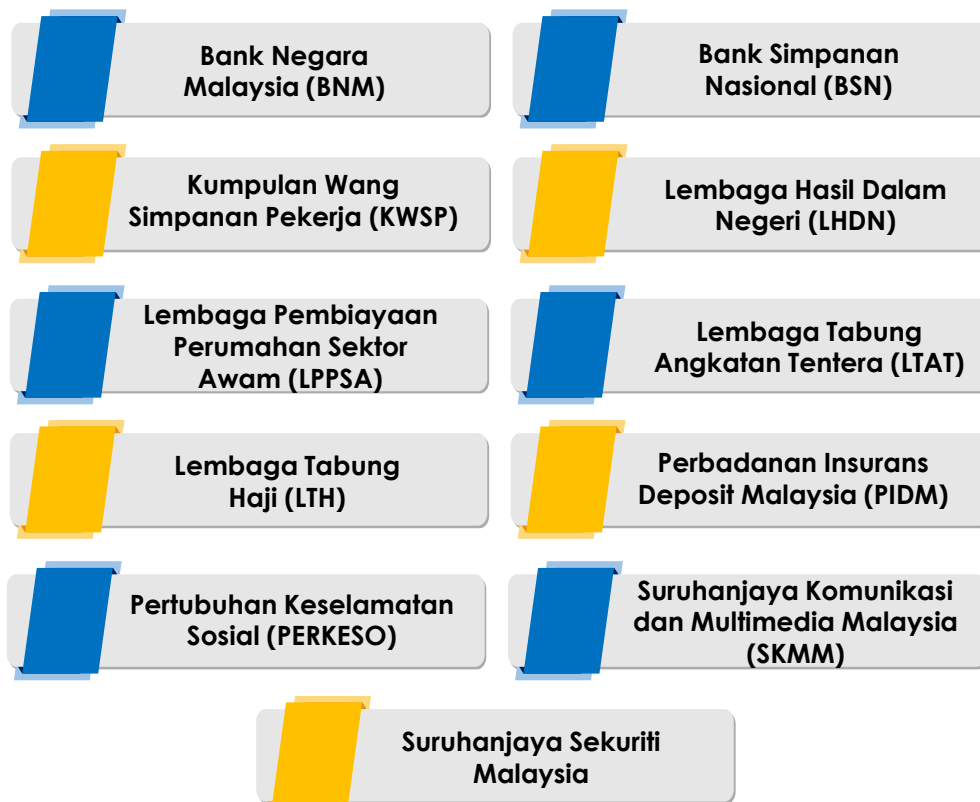 Bank Negara
Malaysia (BNM)
Bank Simpanan
Nasional (BSN)
Kumpulan Wang
Simpanan Pekerja (KWSP)
Lembaga Hasil Dalam
Negeri (LHDN)
Lembaga Pembiayaan
Perumahan Sektor
Awam (LPPSA)
Lembaga Tabung
Angkatan Tentera (LTAT)
Lembaga Tabung
Haji (LTH)
Perbadanan Insurans
Deposit Malaysia (PIDM)
Pertubuhan Keselamatan
Sosial (PERKESO)
Suruhanjaya Komunikasi
dan Multimedia Malaysia
(SKMM)
Suruhanjaya Sekuriti
Malaysia